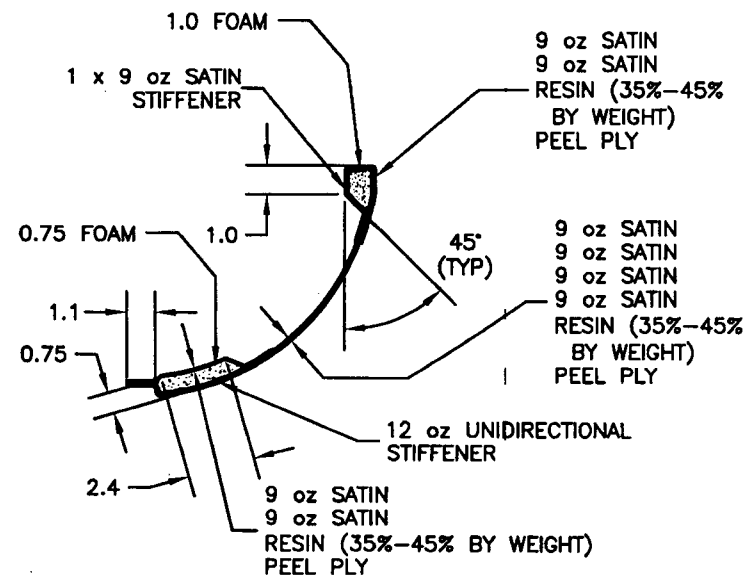 1.0 FOAM
1 x 9 oz SATIN
STIFFENER
9 oz SATIN
9 oz SATIN
RESIN (35%-45%
BY WEIGHT)
PEEL PLY
1.0
0.75 FOAM
45°
(TYP)
9 oz SATIN
9 oz SATIN
9 oz SATIN
9 oz SATIN
RESIN (35%-45%
BY WEIGHT)
PEEL PLY
1.1
0.75
12 oz UNIDIRECTIONAL
STIFFENER
2.4
9 oz SATIN
9 oz SATIN
RESIN (35%-45% BY WEIGHT)
PEEL PLY